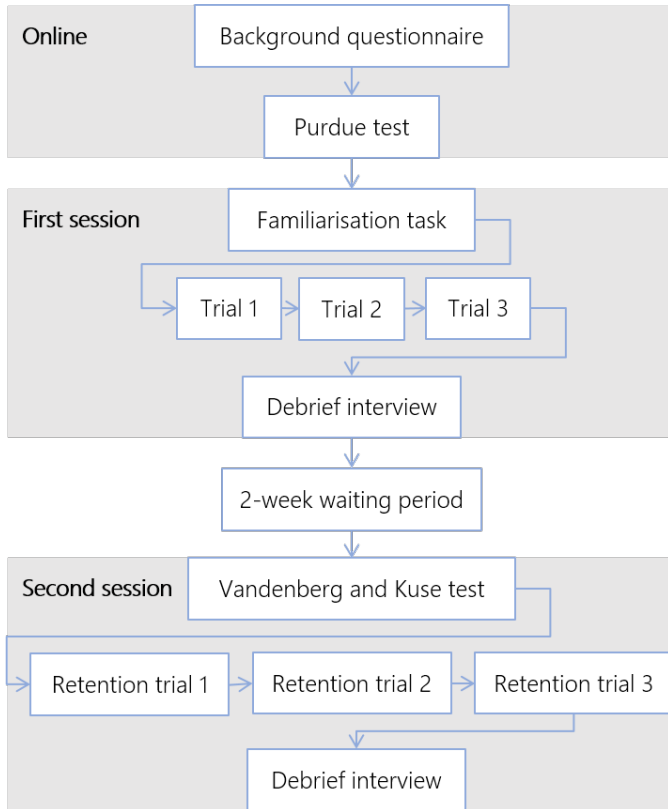 Online
Background questionnaire
Purdue test
First session
Familiarisation task
Trial 1
Trial 2
Trial 3
Debrief interview
2-week waiting period
Second session
Vandenberg and Kuse test
Retention trial 1
Retention trial 2
Retention trial 3
Debrief interview